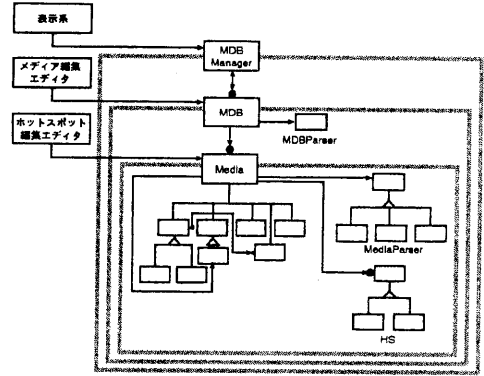 表示系
MDB
Manager
メディア編集
エディタ
MDB
MDBParser
ホットスポット
編集エディタ
Media
MediaParser
HS